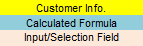 Customer Info.
Calculated Formula
Input/Selection Field